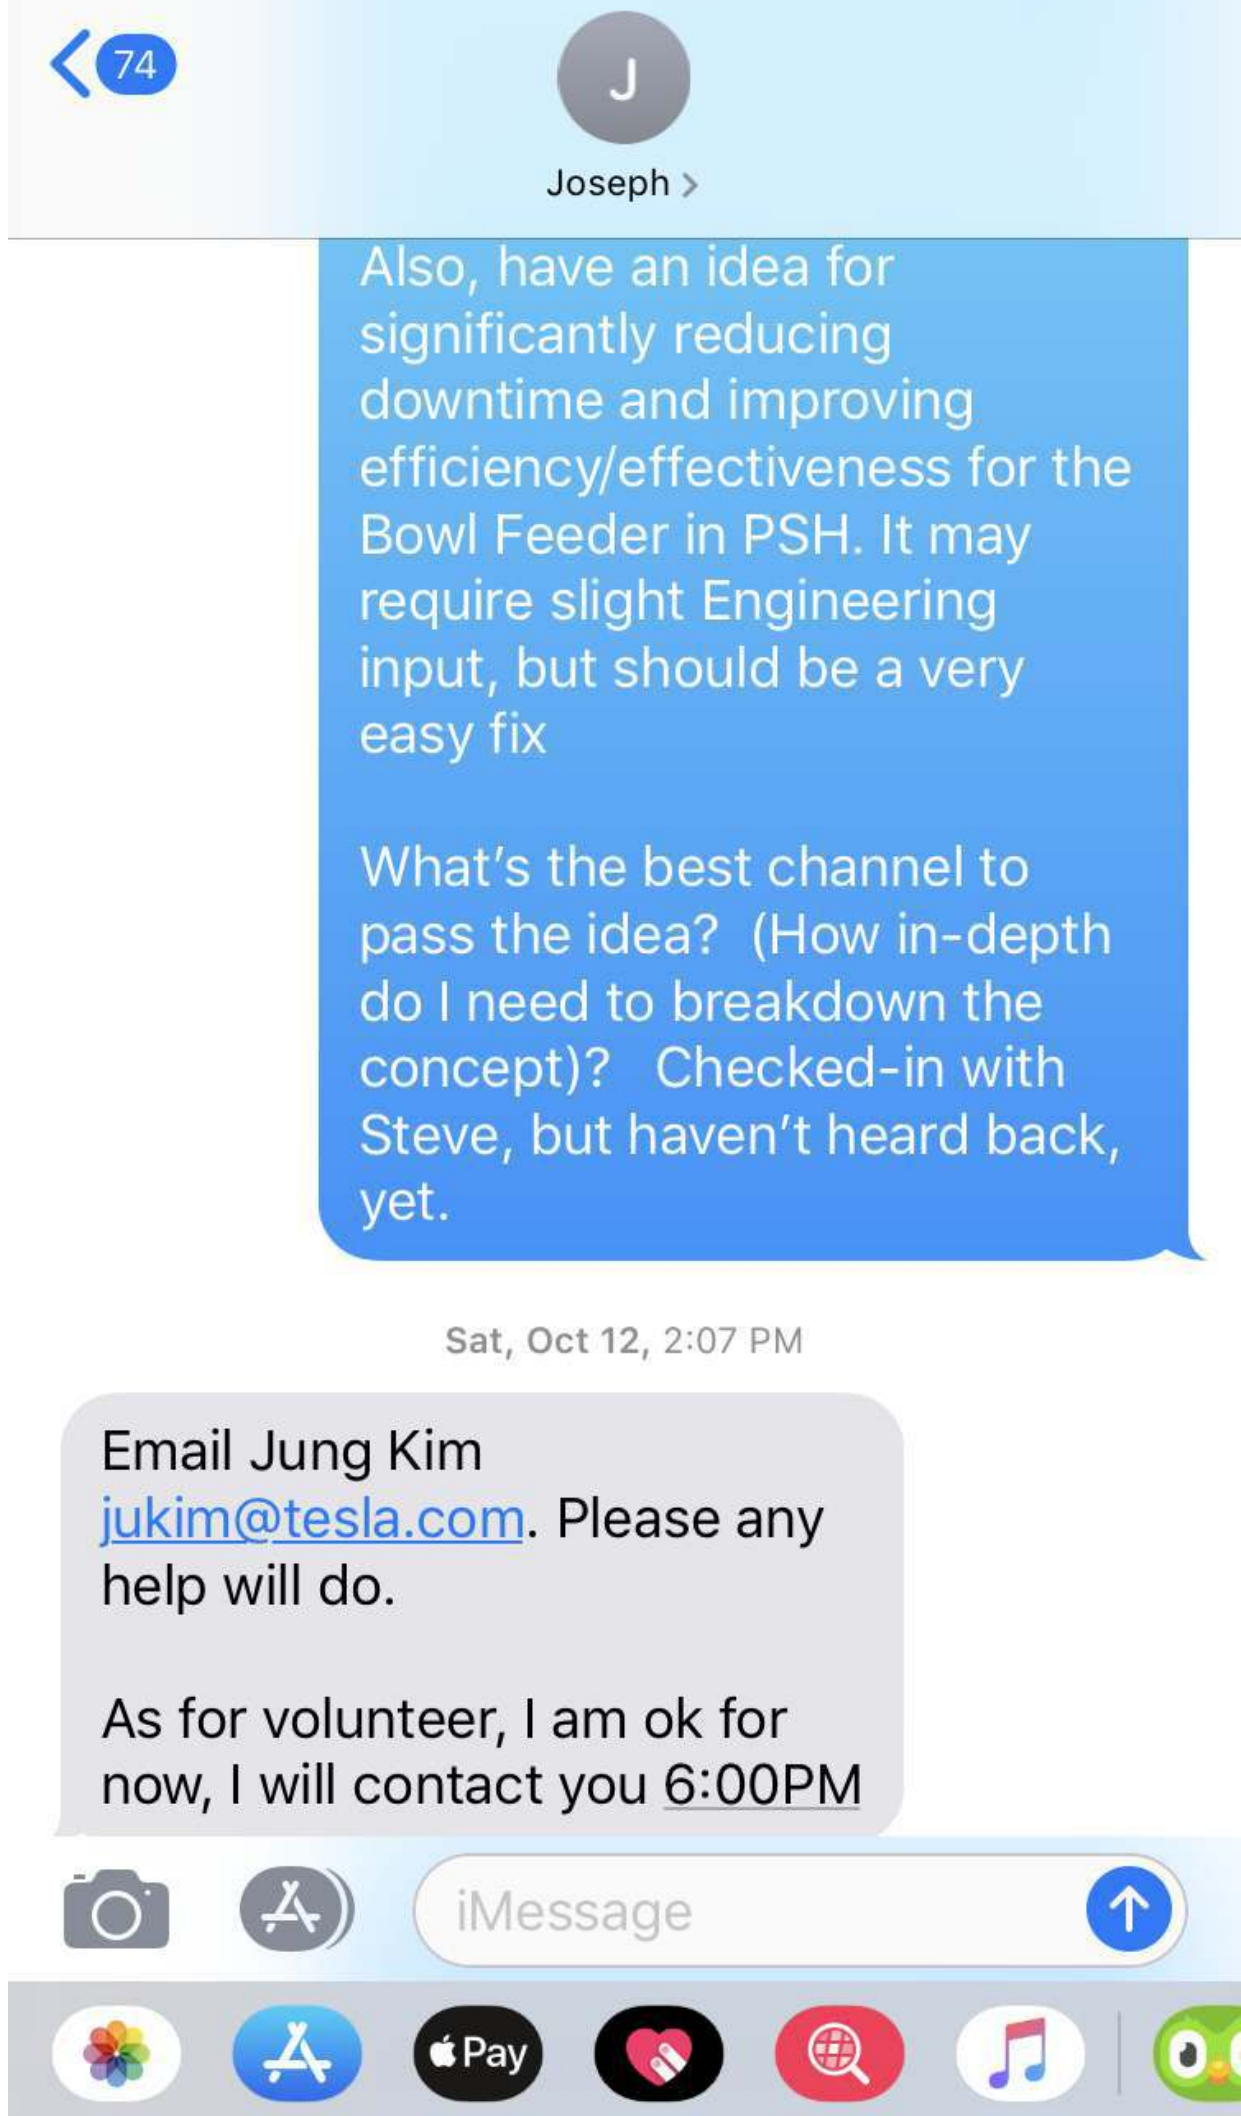 74
J
Joseph
Also, have an idea for
significantly reducing
downtime and improving
efficiency/effectiveness for the
Bowl Feeder in PSH. It may
require slight Engineering
input, but should be a very
easy fix
What's the best channel to
pass the idea?  (How in-depth
do I need to breakdown the
concept)?   Checked-in with
Steve, but haven't heard back,
yet.
Sat, Oct 12, 2:07 PM
Email Jung Kim
jukim@tesla.com. Please any
help will do.
As for volunteer, I am ok for
now, I will contact you 6:00PM
iMessage
Pay